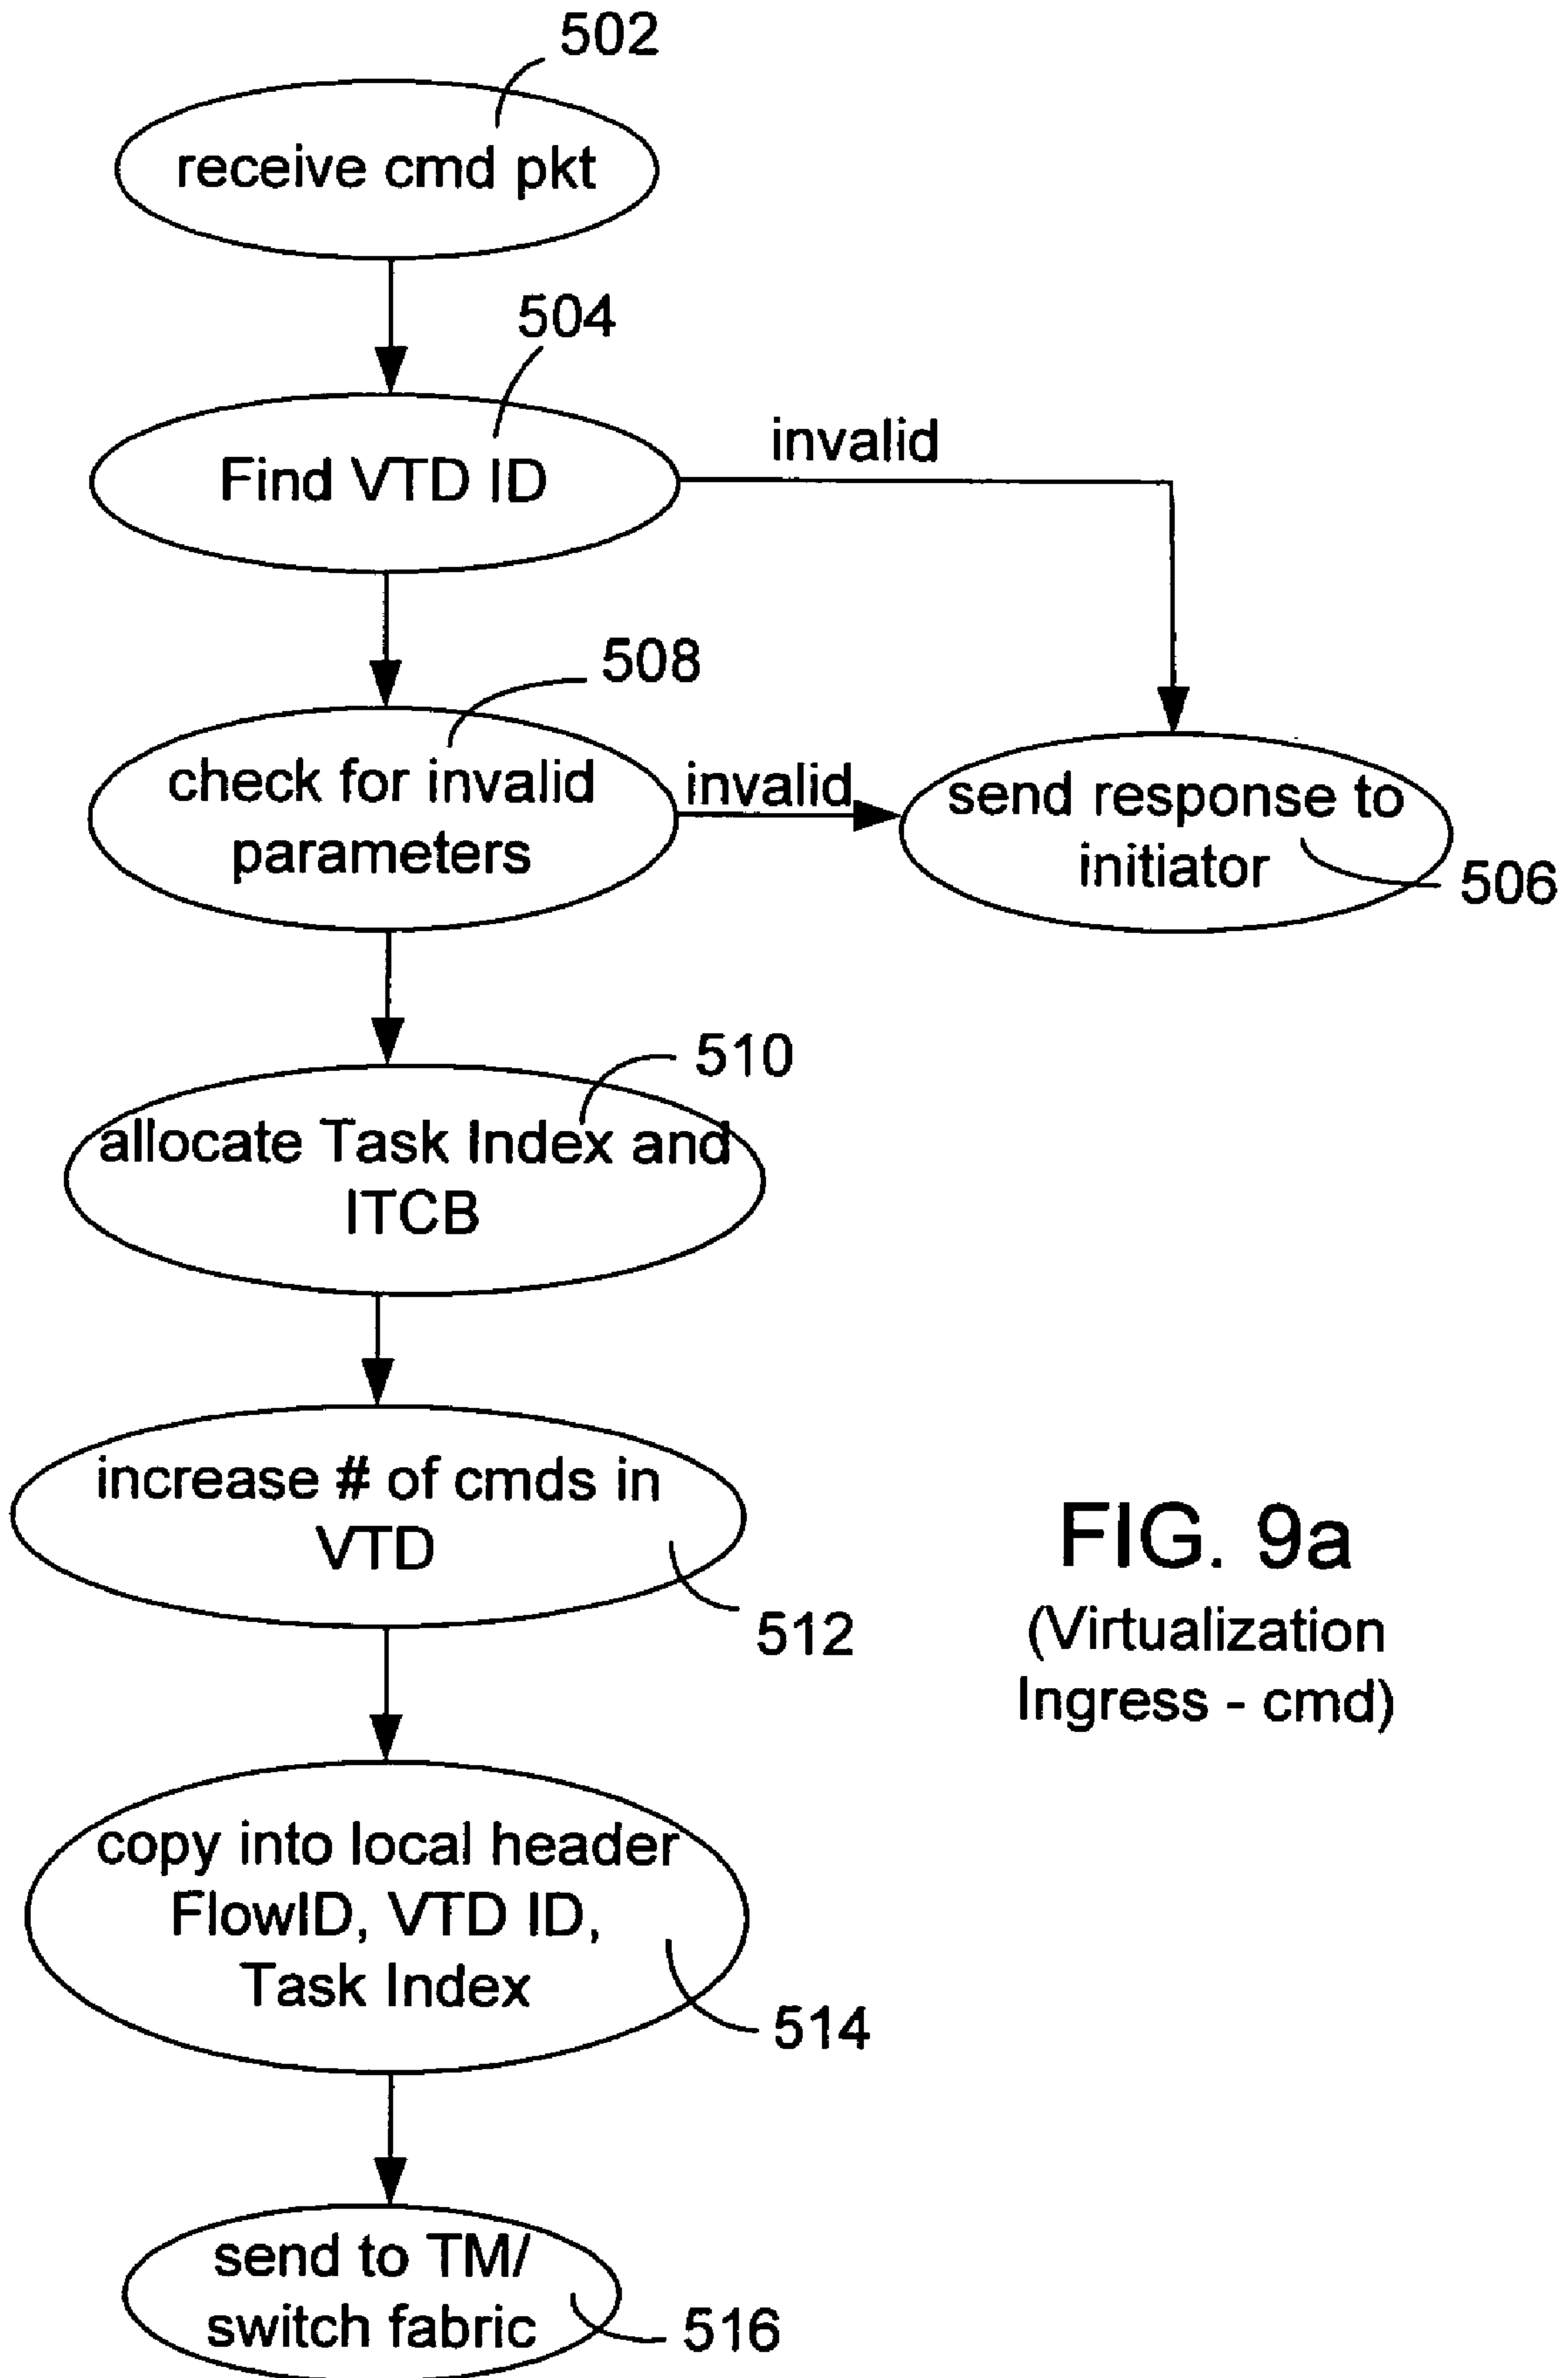 502
receive cmd pkt
504
Find VTD ID
invalid
508
check for invalid
parameters
invalid
send response to
initiator
506
510
allocate Task Index and
ITCB
increase # of cmds in
VTD
512
FIG. 9a
(Virtualization
Ingress - cmd)
copy into local header
FlowID, VTD ID,
Task Index
514
send to TM/
switch fabric
516